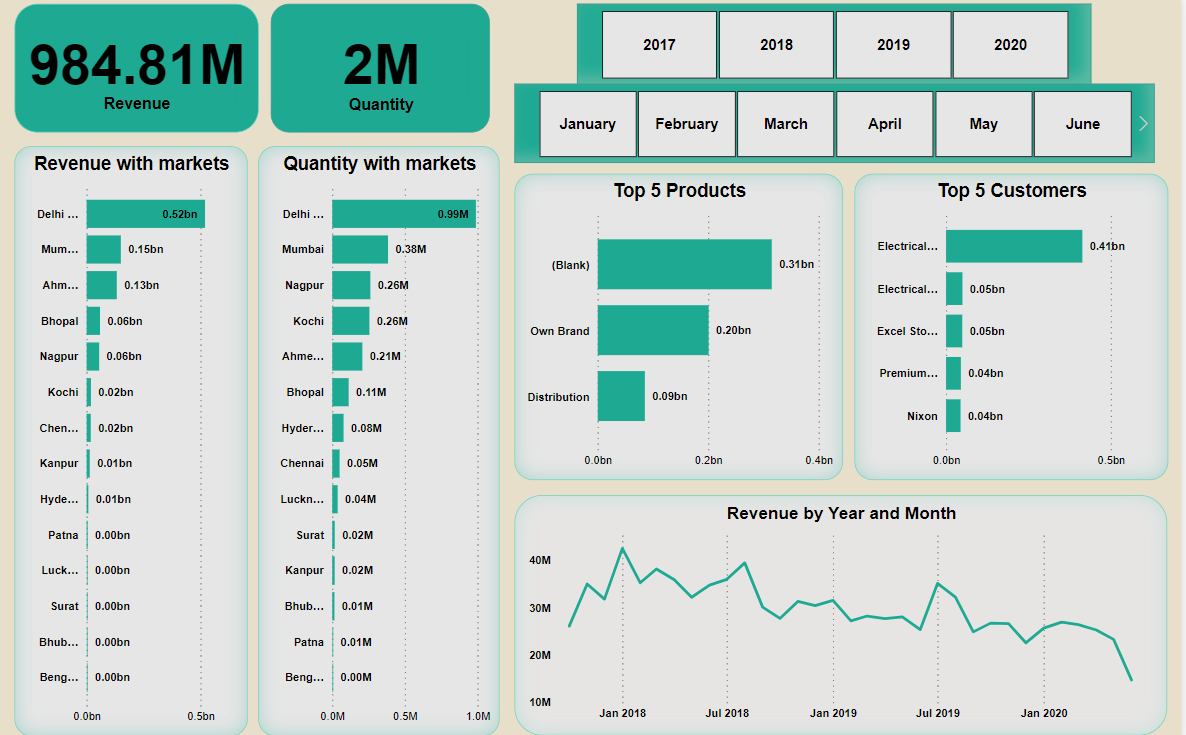 984.81M
Revenue
2M
Quantity
2017 2018 2019 2020
January February March April May June
Revenue with markets
Delhi ... 0.52bn
Mum... 0.15bn
Ahm... 0.13bn
Bhopal 0.06bn
Nagpur 0.06bn
Kochi 0.02bn
Chen... 0.02bn
Kanpur 0.01bn
Hyde... 0.01bn
Patna 0.00bn
Luck... 0.00bn
Surat 0.00bn
Bhub... 0.00bn
Beng... 0.00bn
0.0bn 0.5bn
Quantity with markets
Delhi ... 0.99M
Mumbai 0.38M
Nagpur 0.26M
Kochi 0.26M
Ahme... 0.21M
Bhopal 0.11M
Hyder... 0.08M
Chennai 0.05M
Luckn... 0.04M
Surat 0.02M
Kanpur 0.02M
Bhub... 0.01M
Patna 0.01M
Beng... 0.00M
0.0M 0.5M 1.0M
Top 5 Products
(Blank) 0.31bn
Own Brand 0.20bn
Distribution 0.09bn
0.0bn 0.2bn 0.4bn
Top 5 Customers
Electrical... 0.41bn
Electrical... 0.05bn
Excel Sto... 0.05bn
Premium... 0.04bn
Nixon 0.04bn
0.0bn 0.5bn
Revenue by Year and Month
40M
30M
20M
10M
Jan 2018 Jul 2018 Jan 2019 Jul 2019 Jan 2020